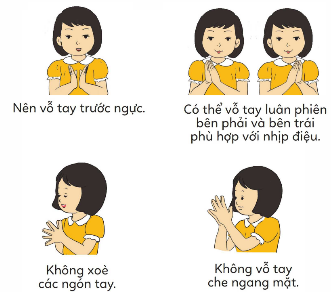 Nên vỗ tay trước ngực.
Có thể vỗ tay luân phiên
bên phải và bên trái
phù hợp với nhịp điệu.
Không xoè
các ngón tay.
Không vỗ tay
che ngang mặt.